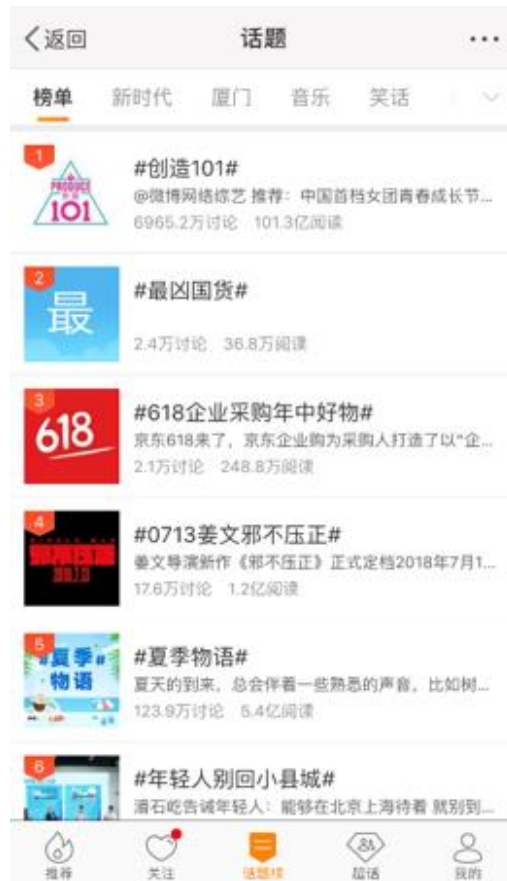 返回
话题
榜单 新时代 厦门 音乐 笑话
1
PRODUCE
101
#创造101#
@微博网络综艺 推荐：中国首档女团青春成长节...
6965.2万讨论 101.3亿阅读
2
最
#最凶国货#
2.4万讨论 36.8万阅读
3
618
#618企业采购年中好物#
京东618来了，京东企业购为采购人打造了以“企...
2.1万讨论 248.8万阅读
4
#0713姜文邪不压正#
姜文导演新作《邪不压正》正式定档2018年7月1...
17.6万讨论 1.2亿阅读
5
#夏季#
物语
#夏季物语#
夏天的到来，总会伴着一些熟悉的声音，比如树...
123.9万讨论 5.4亿阅读
6
#年轻人别回小县城#
湎石屹告诫年轻人：能够在北京上海待着 就别到...
推荐 关注 话题榜 超话 我的